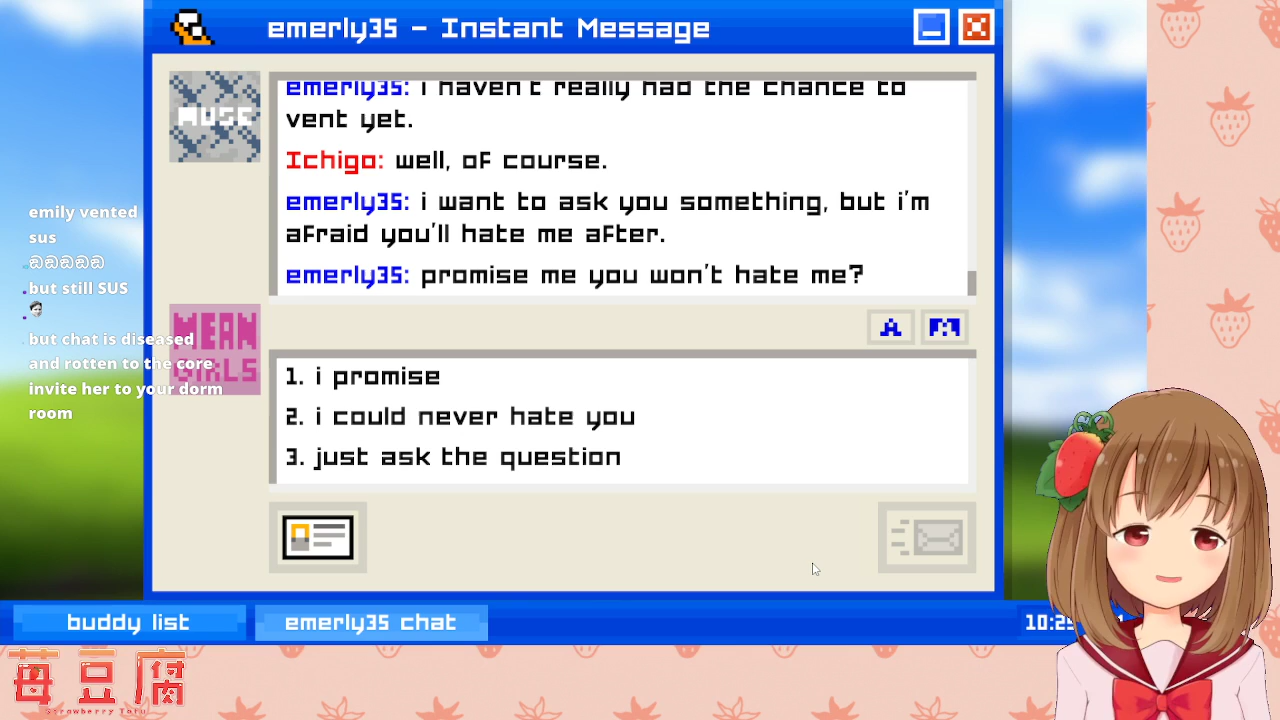 emerly35 - Instant Message
MUSE
emerly35: i haven't really had the chance to
vent yet.
Ichigo: well, of course.
emerly35: i want to ask you something, but i'm
afraid you'll hate me after.
emerly35: promise me you won't hate me?
emily vented
sus
ඞඞඞඞඞ
but still SUS
but chat is diseased
and rotten to the core
invite her to your dorm
room
MEAN
GIRLS
A M
1. i promise
2. i could never hate you
3. just ask the question
buddy list
emerly35 chat
苺豆腐
Strawberry Tofu